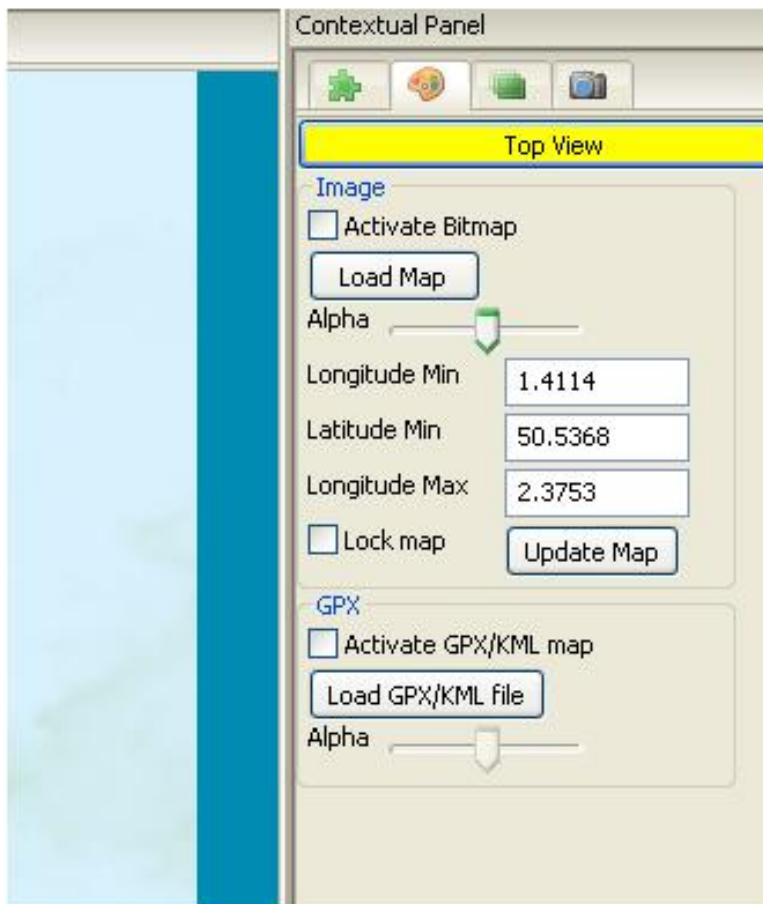 Contextual Panel
Top View
Image
Activate Bitmap
Load Map
Alpha
Longitude Min 1.4114
Latitude Min 50.5368
Longitude Max 2.3753
Lock map Update Map
GPX
Activate GPX/KML map
Load GPX/KML file
Alpha